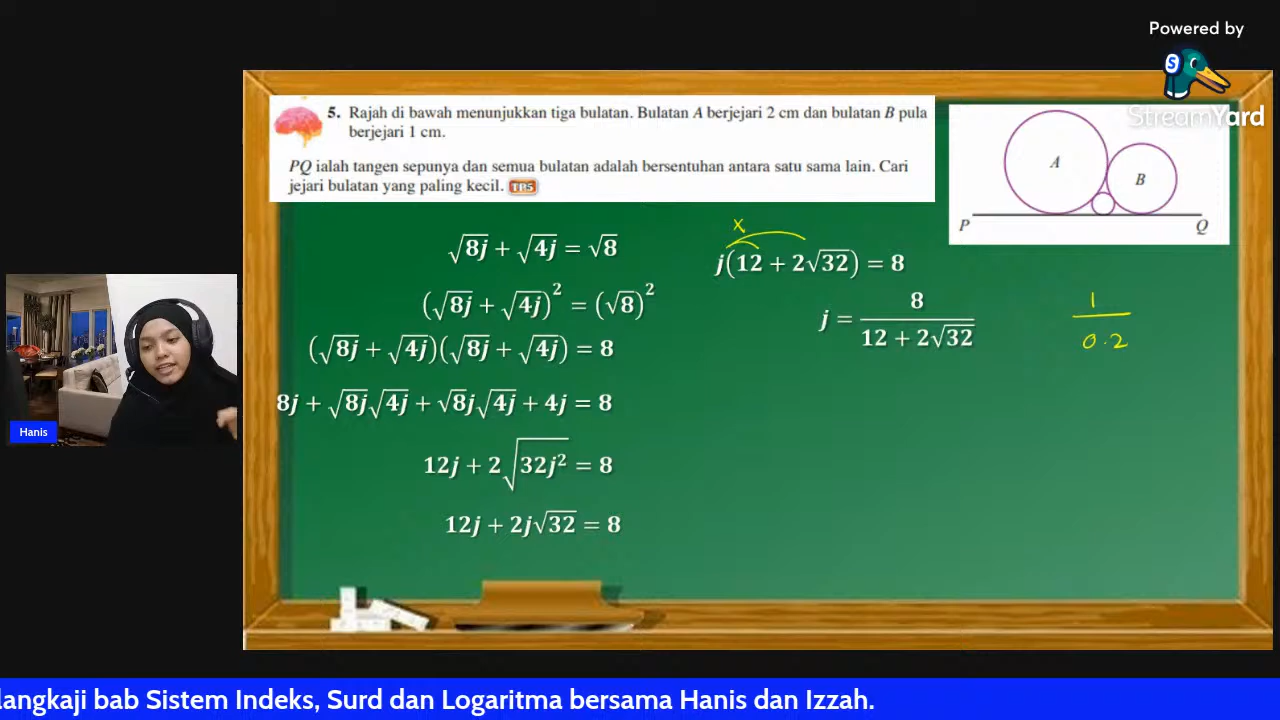 Powered by
StreamYard
5. Rajah di bawah menunjukkan tiga bulatan. Bulatan A berjejari 2 cm dan bulatan B pula
berjejari 1 cm.
PQ ialah tangen sepunya dan semua bulatan adalah bersentuhan antara satu sama lain. Cari
jejari bulatan yang paling kecil. TP5
A
B
P
Q
√8j + √4j = √8
(√8j + √4j)² = (√8)²
(√8j + √4j)(√8j + √4j) = 8
8j + √8j√4j + √8j√4j + 4j = 8
12j + 2√32j² = 8
12j + 2j√32 = 8
x
j(12 + 2√32) = 8
j = 8/(12 + 2√32)
1
0.2
Hanis
langkaji bab Sistem Indeks, Surd dan Logaritma bersama Hanis dan Izzah.